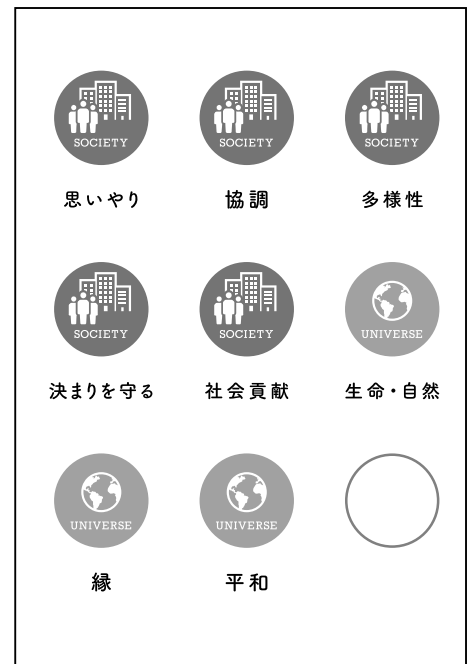 SOCIETY
SOCIETY
SOCIETY
思いやり
協調
多様性
SOCIETY
SOCIETY
UNIVERSE
決まりを守る
社会貢献
生命・自然
UNIVERSE
UNIVERSE
縁
平和